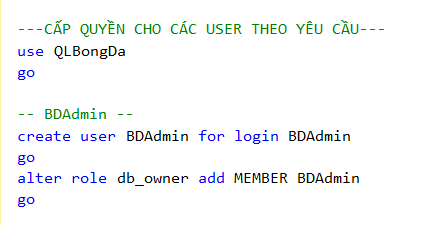 ---CẤP QUYỀN CHO CÁC USER THEO YÊU CẦU---
use QLBongDa
go
-- BDAdmin --
create user BDAdmin for login BDAdmin
go
alter role db_owner add MEMBER BDAdmin
go